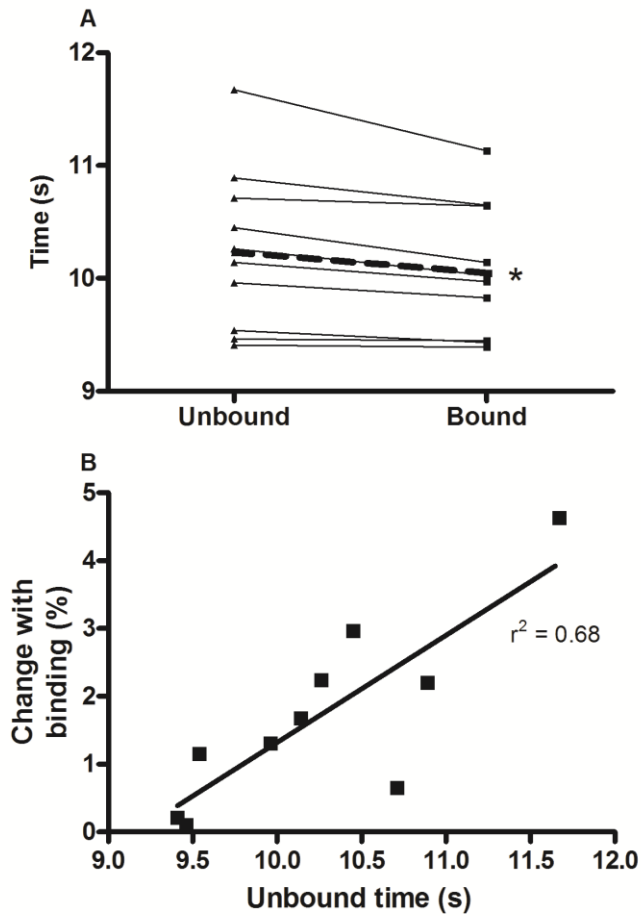 A
12
11
10
9
Time (s)
*
Unbound
Bound
B
5
4
3
2
1
0
Change with
binding (%)
r² = 0.68
9.0 9.5 10.0 10.5 11.0 11.5 12.0
Unbound time (s)